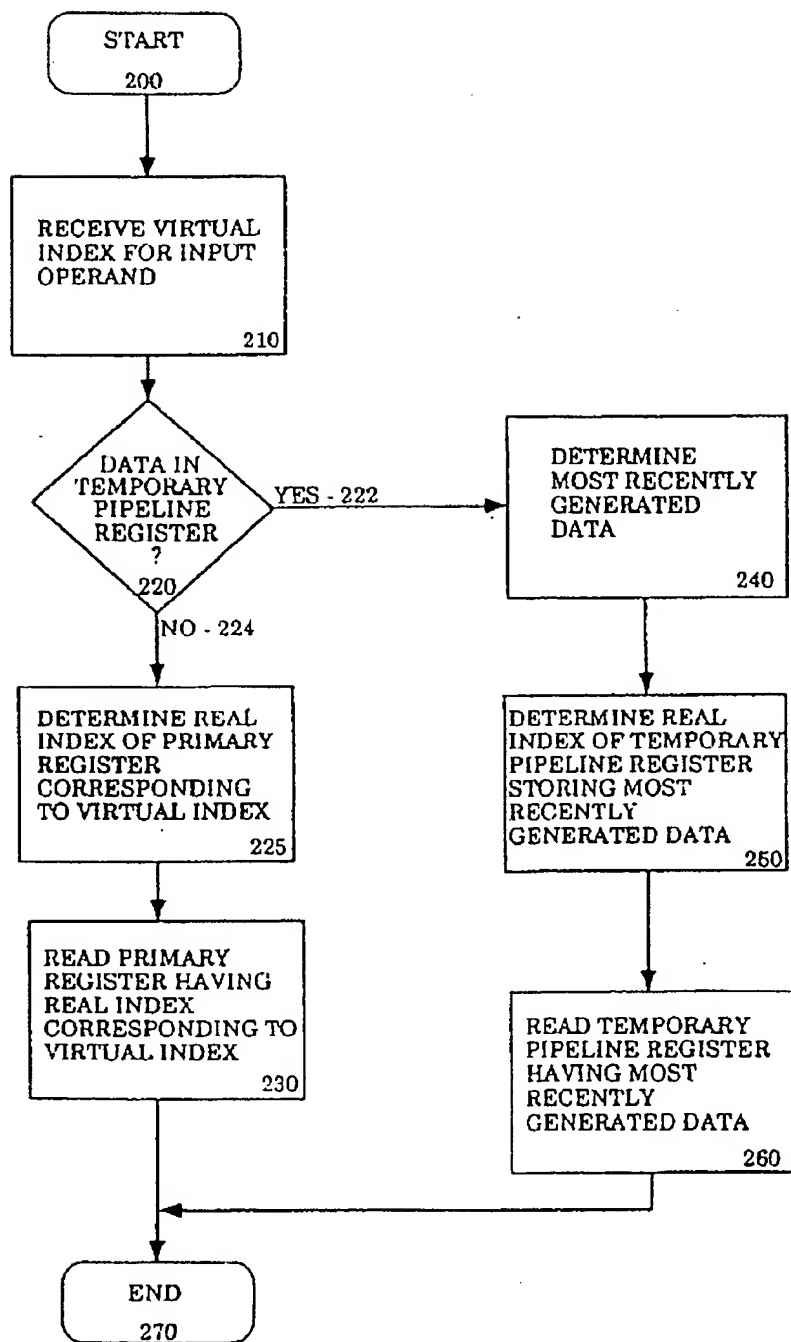 START
200
RECEIVE VIRTUAL
INDEX FOR INPUT
OPERAND
210
DATA IN
TEMPORARY
PIPELINE
REGISTER
?
220
YES - 222
NO - 224
DETERMINE REAL
INDEX OF PRIMARY
REGISTER
CORRESPONDING
TO VIRTUAL INDEX
225
READ PRIMARY
REGISTER HAVING
REAL INDEX
CORRESPONDING TO
VIRTUAL INDEX
230
DETERMINE
MOST RECENTLY
GENERATED
DATA
240
DETERMINE REAL
INDEX OF TEMPORARY
PIPELINE REGISTER
STORING MOST
RECENTLY
GENERATED DATA
250
READ TEMPORARY
PIPELINE REGISTER
HAVING MOST
RECENTLY
GENERATED DATA
260
END
270